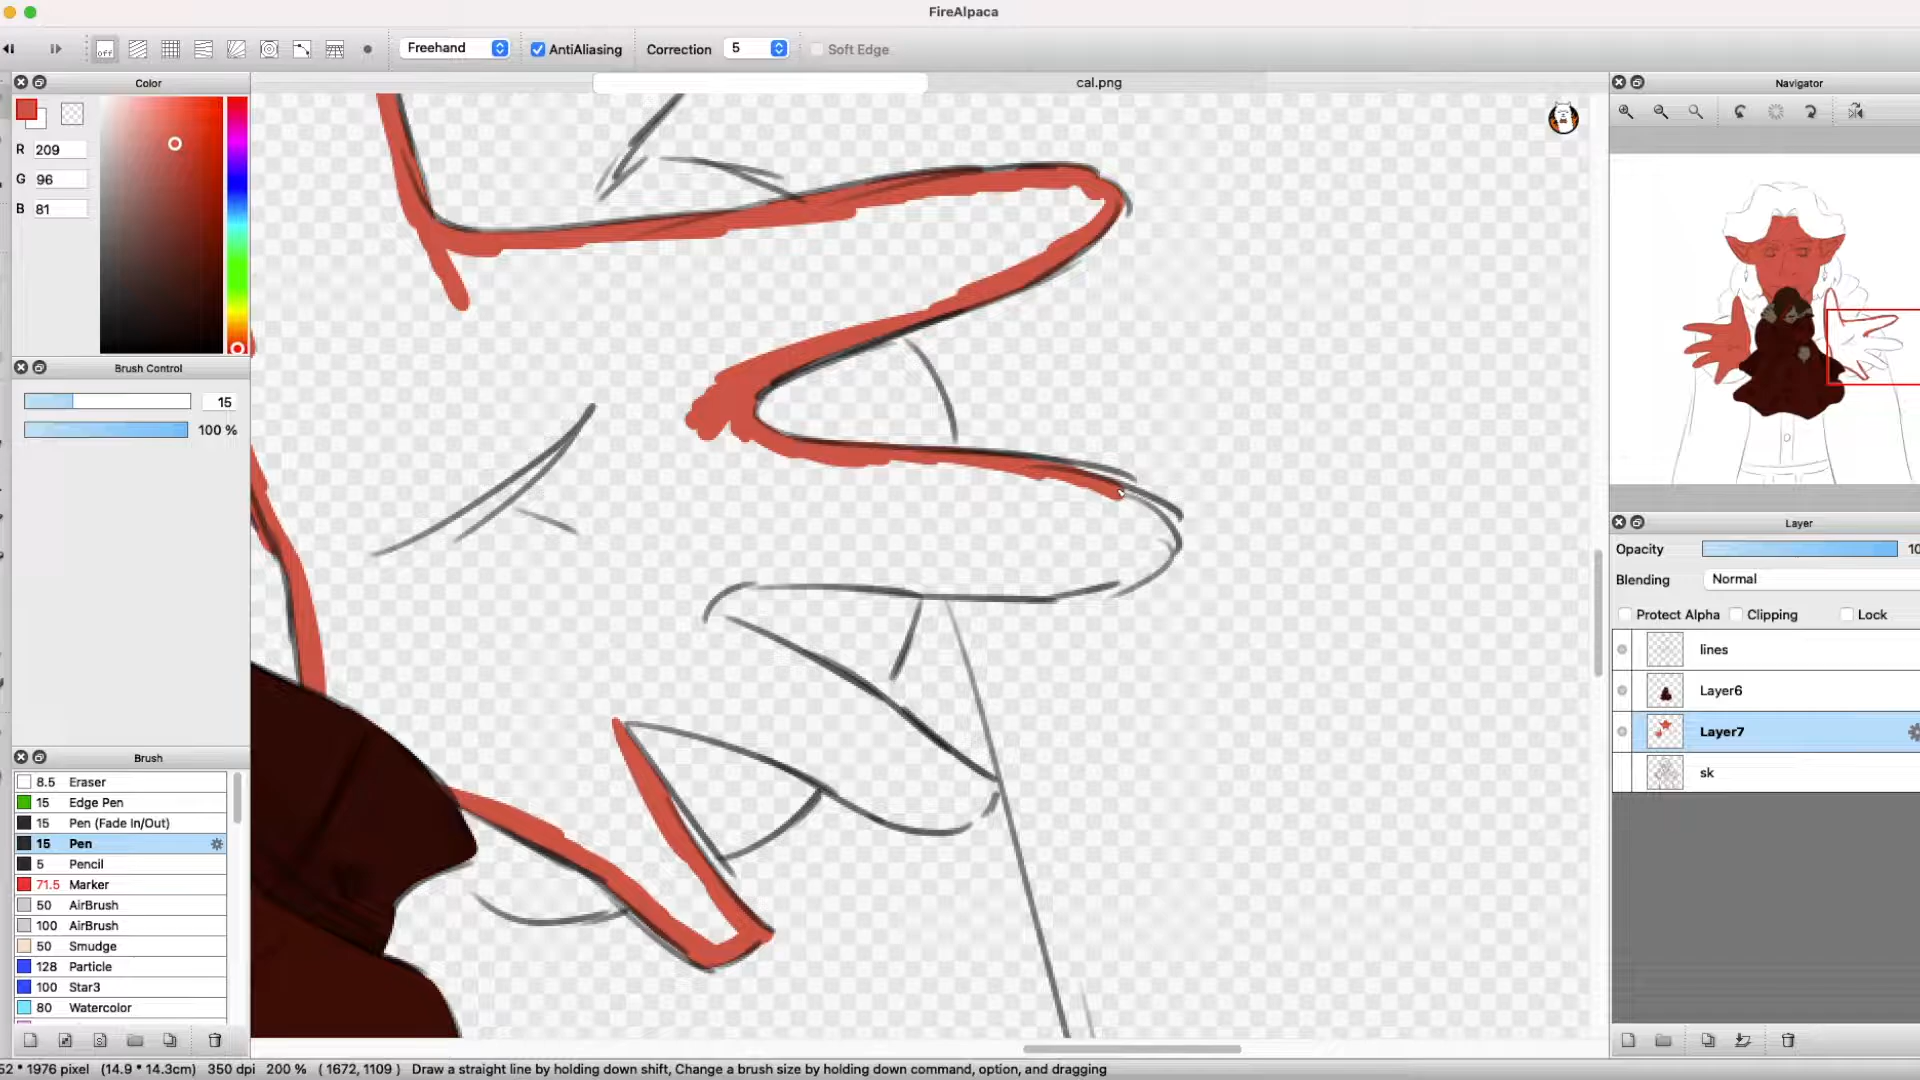 FireAlpaca
off
Freehand
AntiAliasing
Correction
5
Soft Edge
Color
cal.png
Navigator
R 209
G 96
B 81
Brush Control
15
100 %
Layer
Opacity
10
Blending
Normal
Protect Alpha
Clipping
Lock
lines
Layer6
Layer7
sk
Brush
8.5 Eraser
15 Edge Pen
15 Pen (Fade In/Out)
15 Pen
5 Pencil
71.5 Marker
50 AirBrush
100 AirBrush
50 Smudge
128 Particle
100 Star3
80 Watercolor
52 * 1976 pixel (14.9 * 14.3cm) 350 dpi 200 % ( 1672, 1109 ) Draw a straight line by holding down shift, Change a brush size by holding down command, option, and dragging